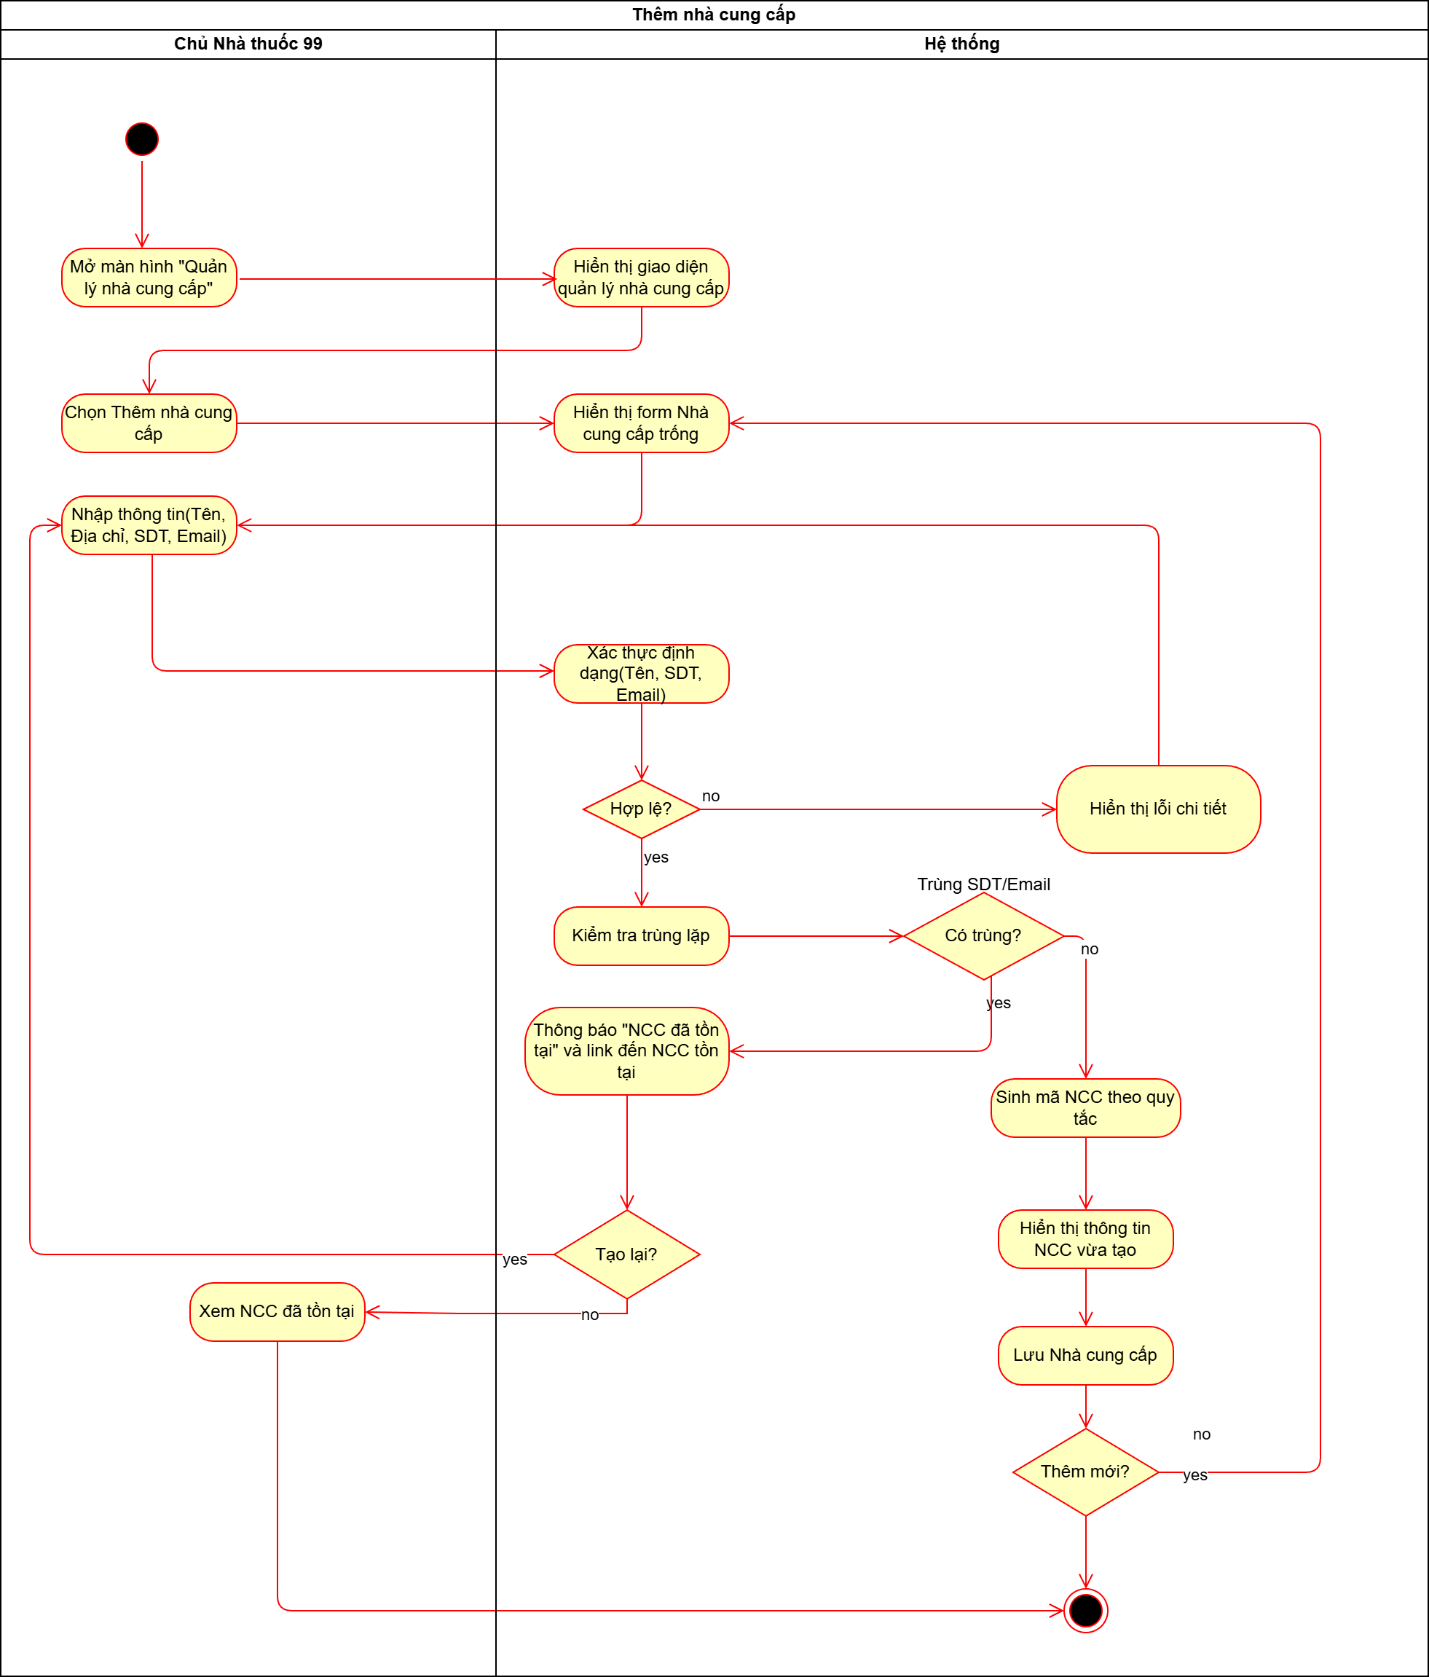 Thêm nhà cung cấp
Chủ Nhà thuốc 99
Hệ thống
Mở màn hình "Quản
lý nhà cung cấp"
Hiển thị giao diện
quản lý nhà cung cấp
Chọn Thêm nhà cung
cấp
Hiển thị form Nhà
cung cấp trống
Nhập thông tin(Tên,
Địa chỉ, SDT, Email)
Xác thực định
dạng(Tên, SDT,
Email)
Hợp lệ?
no
Hiển thị lỗi chi tiết
yes
Trùng SDT/Email
Kiểm tra trùng lặp
Có trùng?
no
yes
Thông báo "NCC đã tồn
tại" và link đến NCC tồn
tại
Sinh mã NCC theo quy
tắc
Hiển thị thông tin
NCC vừa tạo
Tạo lại?
yes
Xem NCC đã tồn tại
no
Lưu Nhà cung cấp
no
Thêm mới?
yes